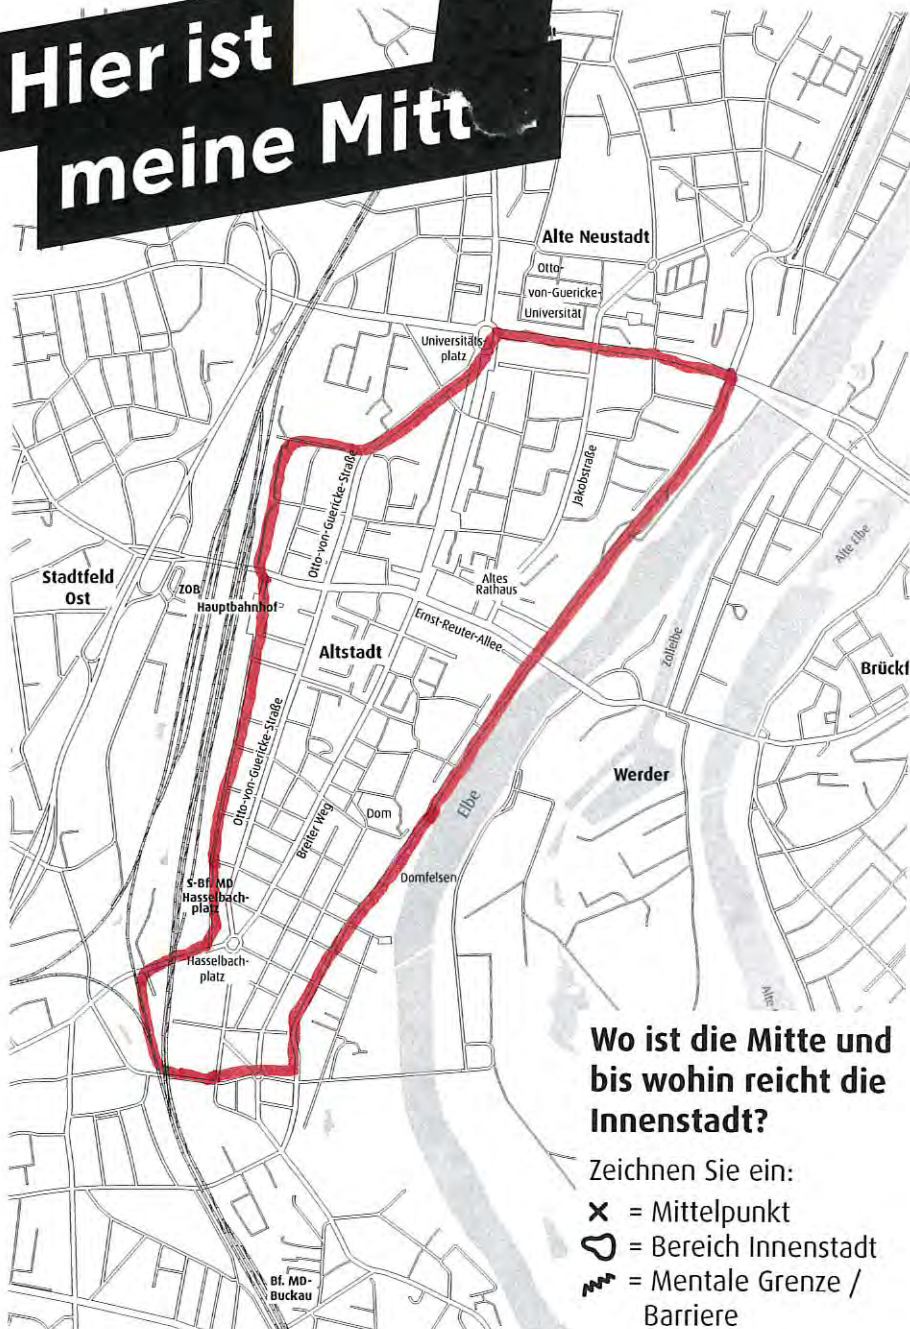 Hier ist
meine Mitt
Alte Neustadt
Otto-
von-Guericke-
Universität
Universitäts-
platz
Otto-von-Guericke-Straße
Jakobstraße
Alte Elbe
Stadtfeld
Ost
ZOB
Hauptbahnhof
Altes
Rathaus
Ernst-Reuter-Allee
Altstadt
Zollelbe
Brückf
Otto-von-Guericke-Straße
Werder
Elbe
Breiter Weg
Dom
Domfelsen
S-Bf. MD
Hasselbach-
platz
Hasselbach-
platz
Alte
Wo ist die Mitte und
bis wohin reicht die
Innenstadt?
Zeichnen Sie ein:
= Mittelpunkt
= Bereich Innenstadt
= Mentale Grenze /
Barriere
Bf. MD-
Buckau